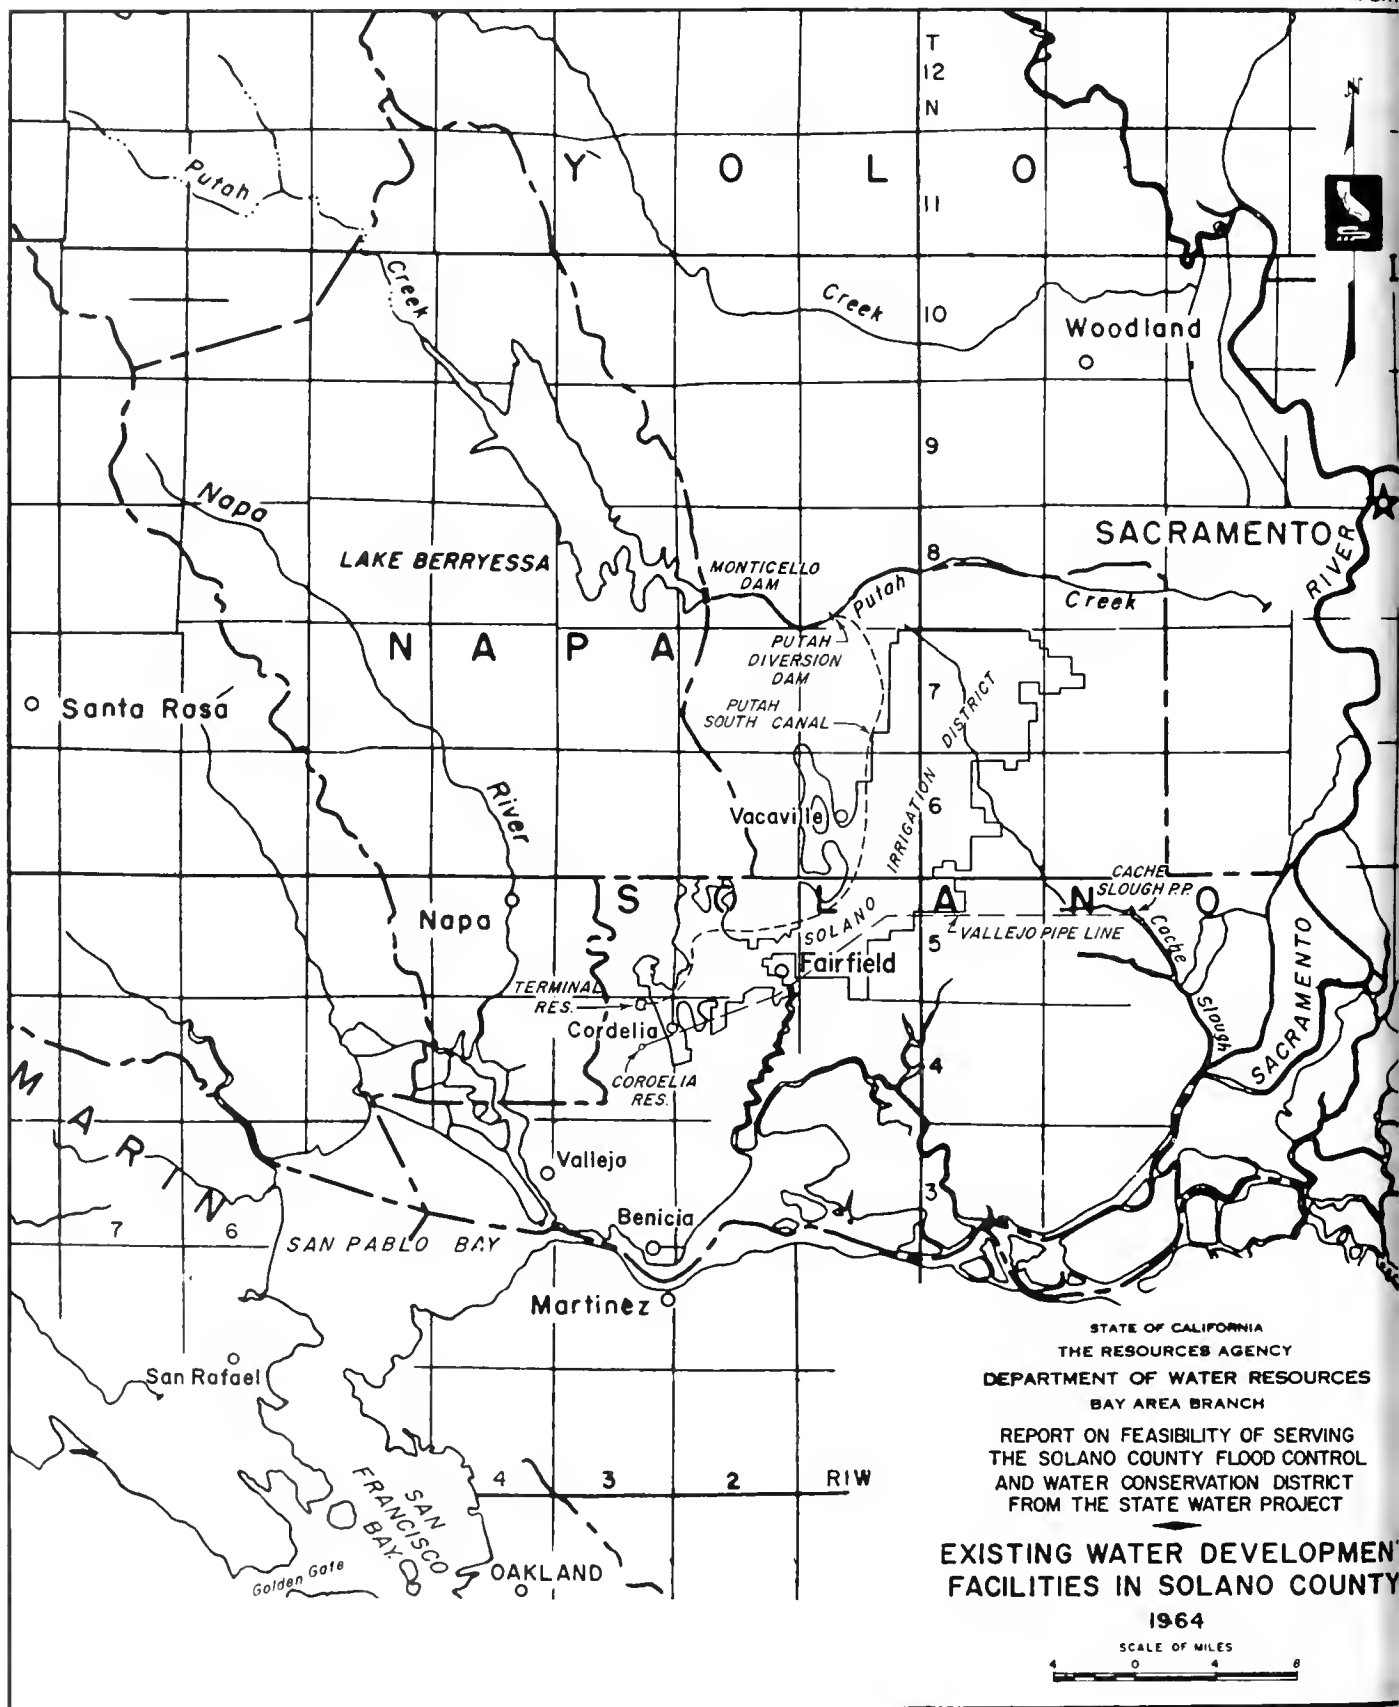 T
12
N
N
Y O L O
Putah
11
Creek
Creek
10
Woodland
9
Napa
SACRAMENTO
RIVER
LAKE BERRYESSA
8
MONTICELLO
DAM
Putah
Creek
N A P A
PUTAH
DIVERSION
DAM
7
Santa Rosa
PUTAH
SOUTH CANAL
DISTRICT
IRRIGATION
SOLANO
River
6
Vacaville
CACHE
SLOUGH P.P.
S O L A N O
Napa
Cache
Slough
VALLEJO PIPE LINE
5
SACRAMENTO
Fairfield
TERMINAL
RES.
Cordelia
COROELIA
RES.
4
MARIN
Vallejo
3
Benicia
7
6
SAN PABLO BAY
Martinez
San Rafael
4
3
2
R I W
SAN
FRANCISCO
BAY
Golden Gate
OAKLAND
STATE OF CALIFORNIA
THE RESOURCES AGENCY
DEPARTMENT OF WATER RESOURCES
BAY AREA BRANCH
REPORT ON FEASIBILITY OF SERVING
THE SOLANO COUNTY FLOOD CONTROL
AND WATER CONSERVATION DISTRICT
FROM THE STATE WATER PROJECT
EXISTING WATER DEVELOPMEN
FACILITIES IN SOLANO COUNTY
1964
SCALE OF MILES
4 0 4 8